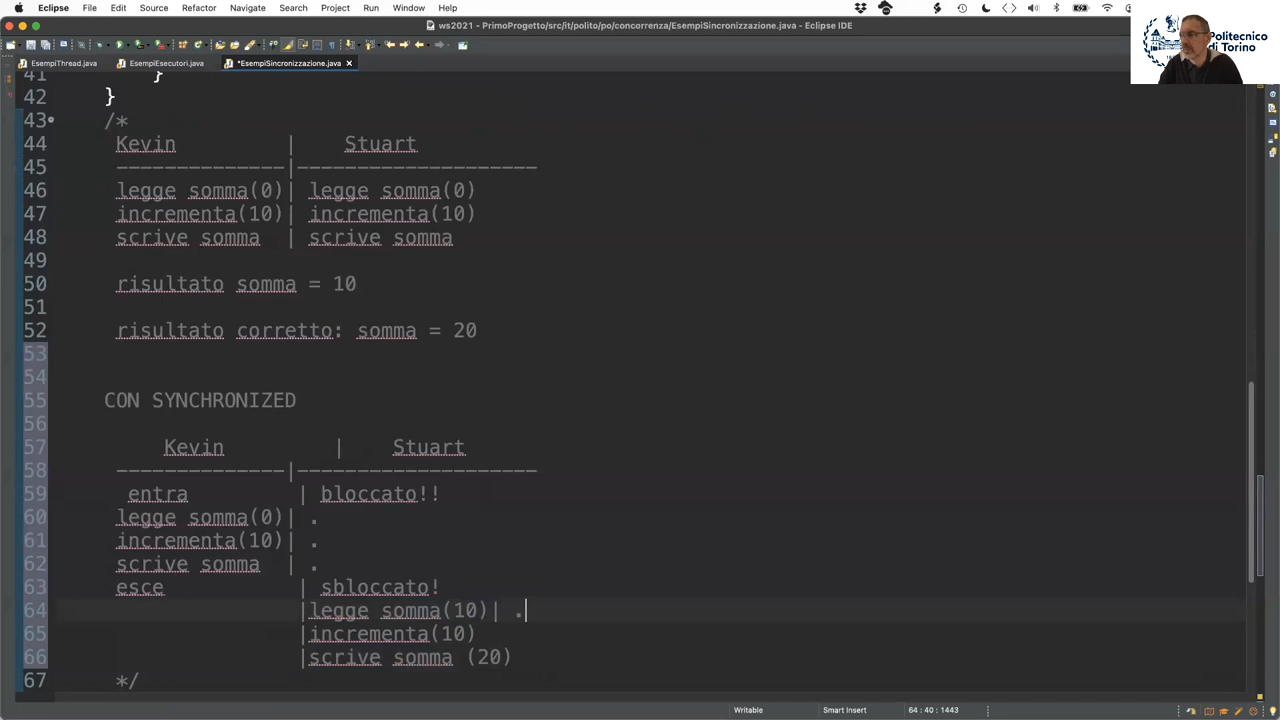 Eclipse File Edit Source Refactor Navigate Search Project Run Window Help
ws2021 - PrimoProgetto/src/it/polito/po/concorrenza/EsempiSincronizzazione.java - Eclipse IDE
Politecnico
di Torino
EsempiThread.java EsempiEsecutori.java *EsempiSincronizzazione.java
41 }
42 }
43 /*
44 Kevin | Stuart
45 --------------|--------------------
46 legge somma(0)| legge somma(0)
47 incrementa(10)| incrementa(10)
48 scrive somma | scrive somma
49
50 risultato somma = 10
51
52 risultato corretto: somma = 20
53
54
55 CON SYNCHRONIZED
56
57 Kevin | Stuart
58 --------------|--------------------
59 entra | bloccato!!
60 legge somma(0)| .
61 incrementa(10)| .
62 scrive somma | .
63 esce | sbloccato!
64 |legge somma(10)| .
65 |incrementa(10)
66 |scrive somma (20)
67 */
Writable Smart Insert 64 : 40 : 1443